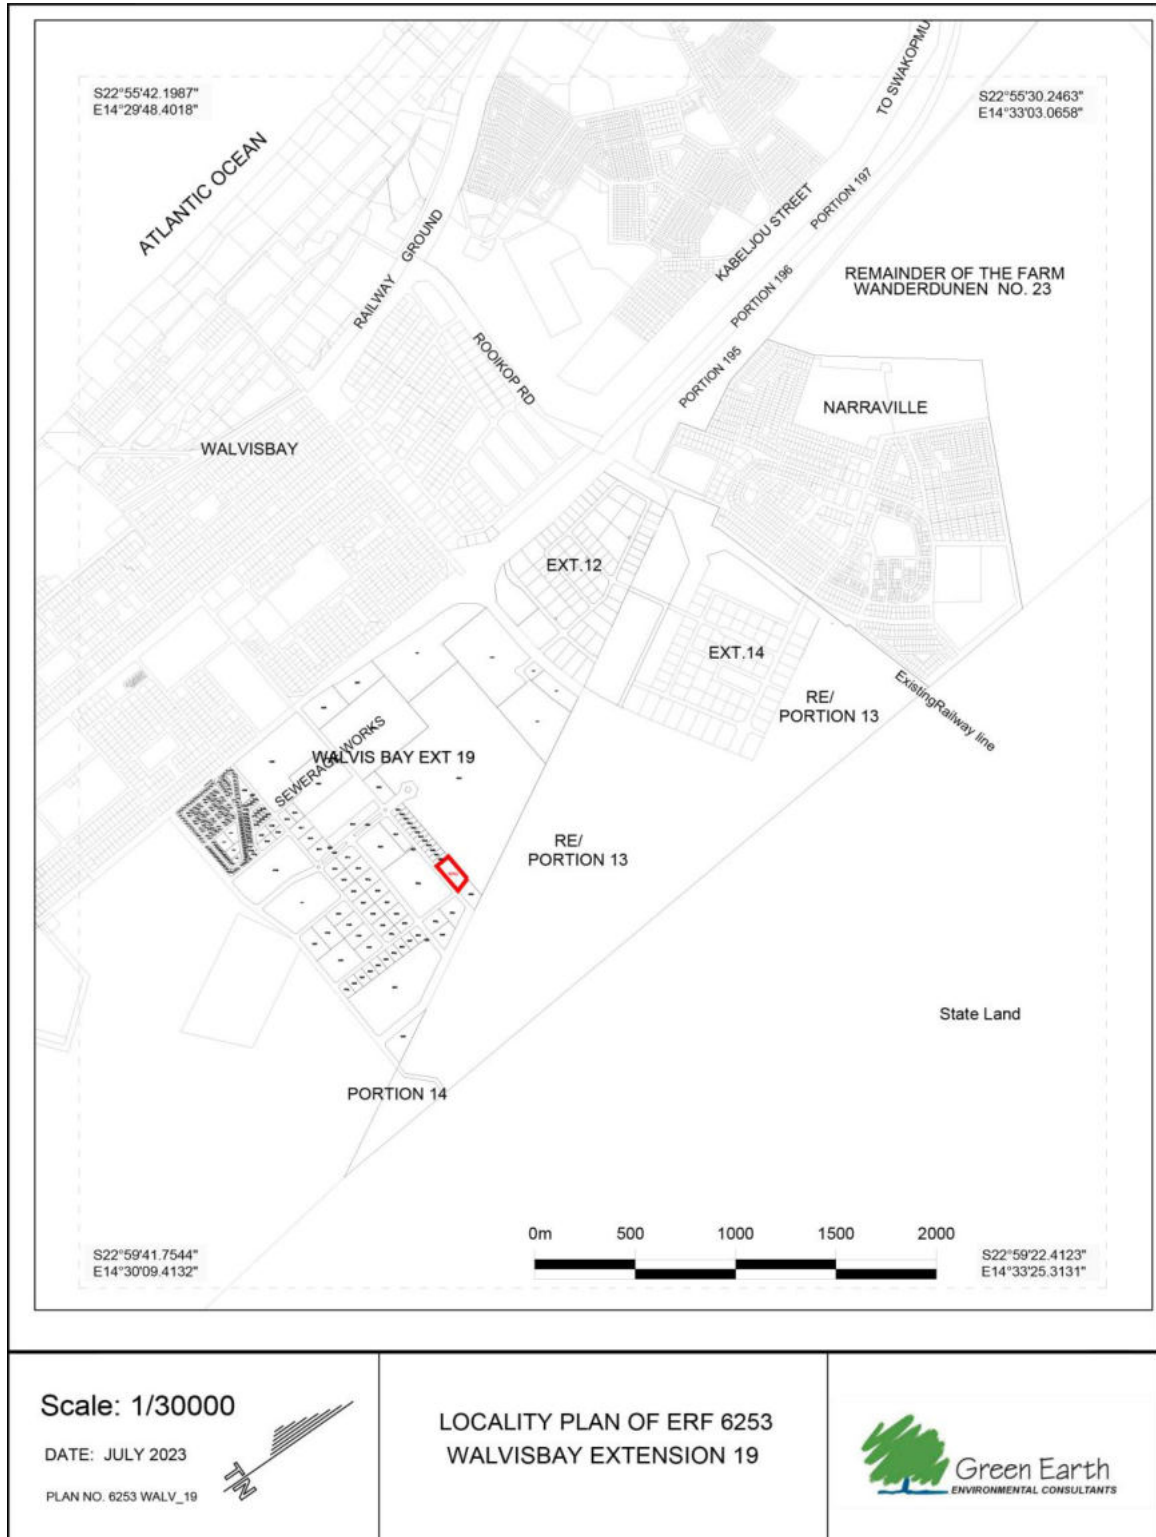 S22°55'42.1987"
E14°29'48.4018"
S22°55'30.2463"
E14°33'03.0658"
TO SWAKOPMU
ATLANTIC OCEAN
RAILWAY GROUND
KABELJOU STREET
PORTION 197
PORTION 196
PORTION 195
REMAINDER OF THE FARM
WANDERDUNEN NO. 23
ROOIKOP RD
NARRAVILLE
WALVISBAY
EXT.12
EXT.14
RE/
PORTION 13
ExistingRailway line
SEWERAGE WORKS
WALVIS BAY EXT 19
RE/
PORTION 13
State Land
PORTION 14
0m 500 1000 1500 2000
S22°59'41.7544"
E14°30'09.4132"
S22°59'22.4123"
E14°33'25.3131"
Scale: 1/30000
DATE: JULY 2023
TN
PLAN NO. 6253 WALV_19
LOCALITY PLAN OF ERF 6253
WALVISBAY EXTENSION 19
Green Earth
ENVIRONMENTAL CONSULTANTS